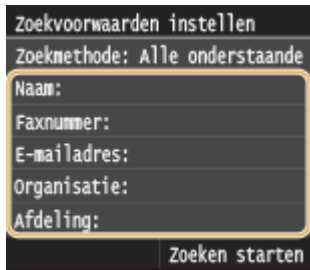 Zoekvoorwaarden instellen
Zoekmethode: Alle onderstaande
Naam:
Faxnummer:
E-mailadres:
Organisatie:
Afdeling:
Zoeken starten